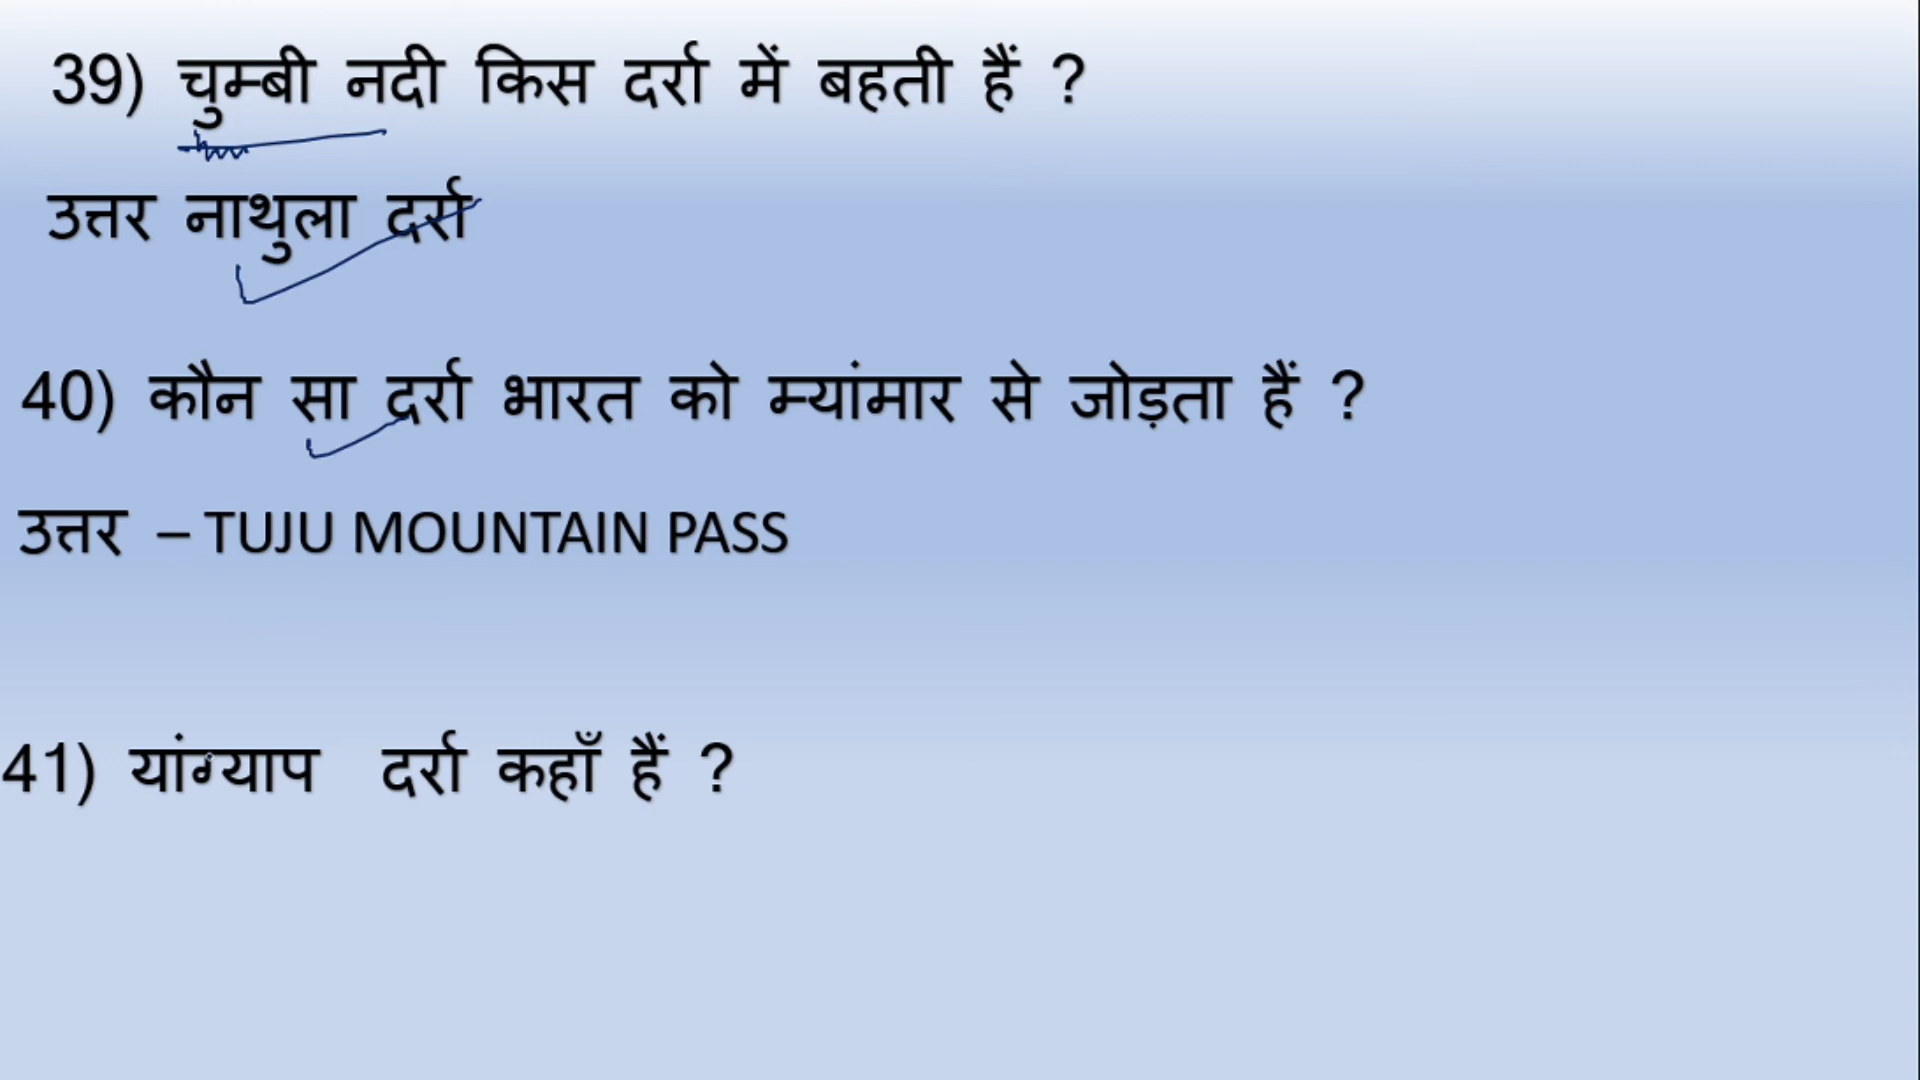 39) चुम्बी नदी किस दर्रा में बहती हैं ?
उत्तर नाथुला दर्रा
40) कौन सा दर्रा भारत को म्यांमार से जोड़ता हैं ?
उत्तर – TUJU MOUNTAIN PASS
41) यांग्याप दर्रा कहाँ हैं ?